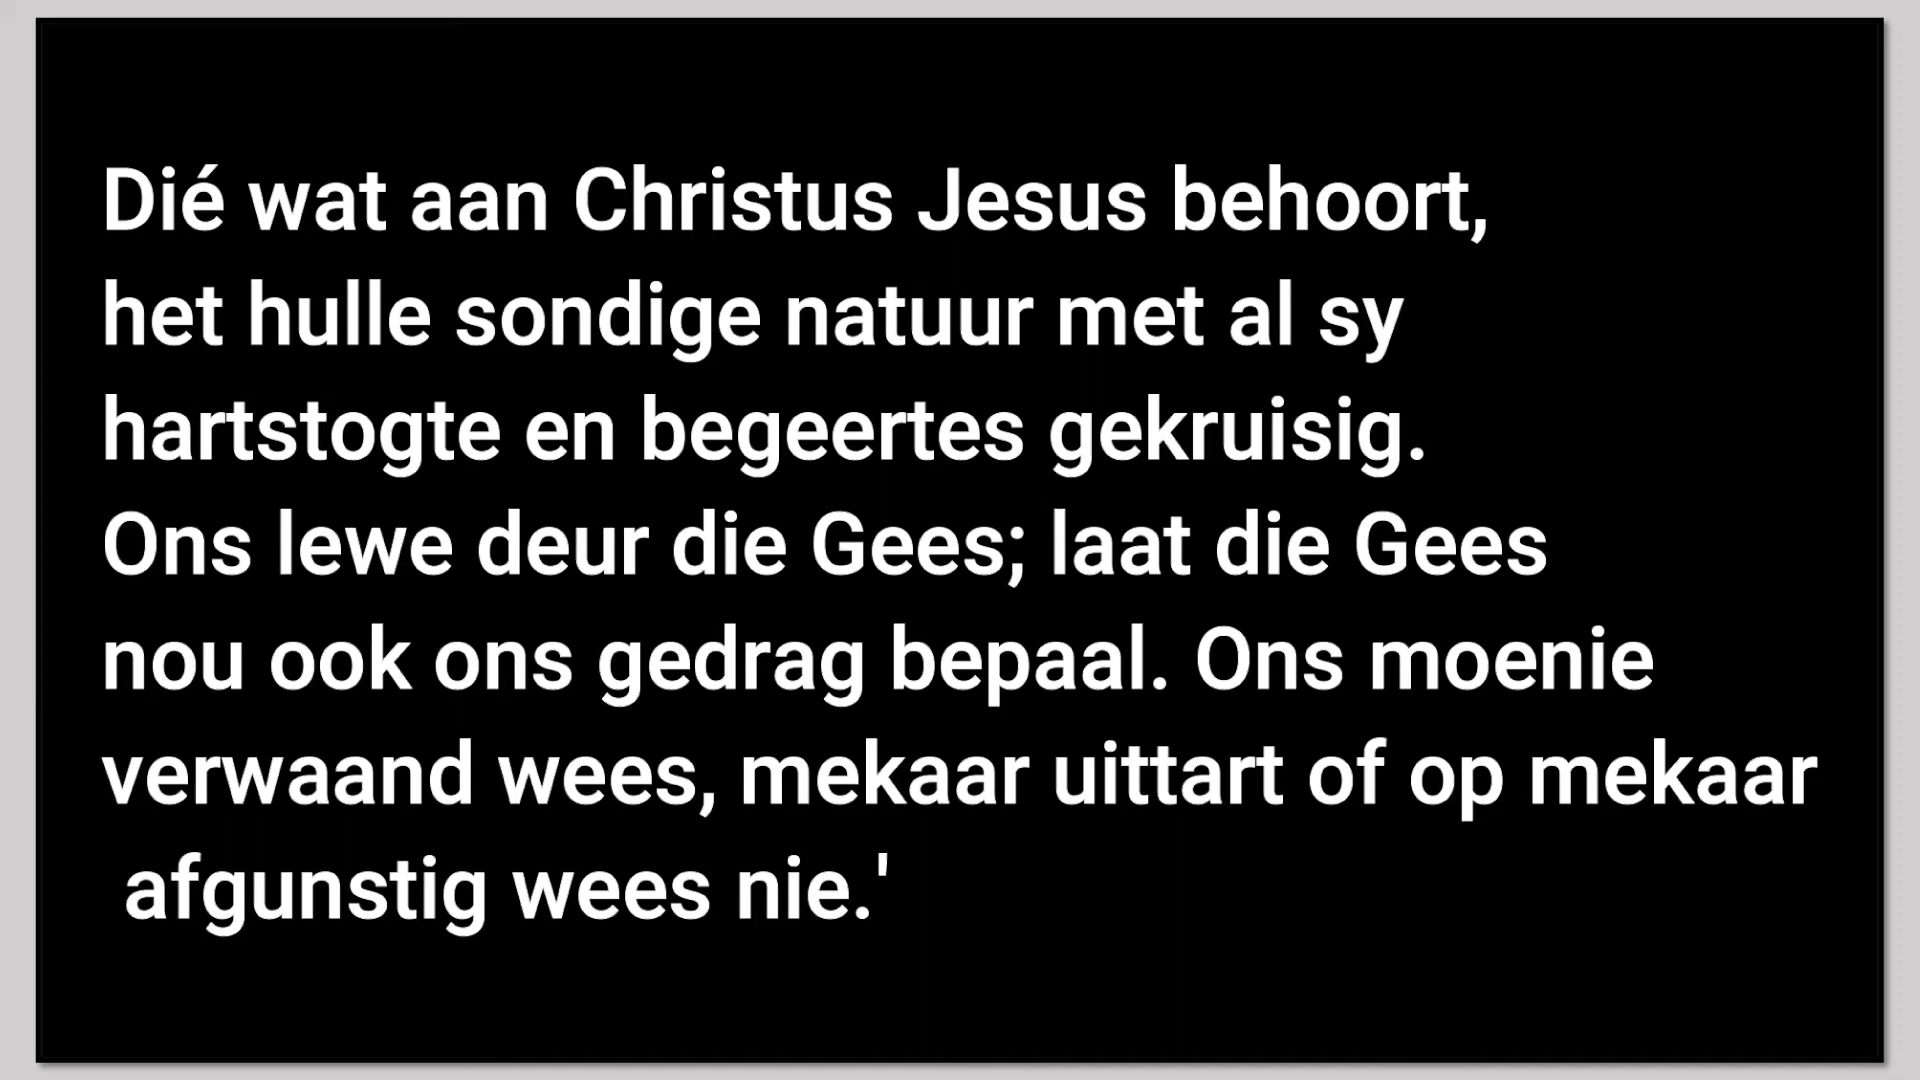 Dié wat aan Christus Jesus behoort,
het hulle sondige natuur met al sy
hartstogte en begeertes gekruisig.
Ons lewe deur die Gees; laat die Gees
nou ook ons gedrag bepaal. Ons moenie
verwaand wees, mekaar uittart of op mekaar
afgunstig wees nie.'